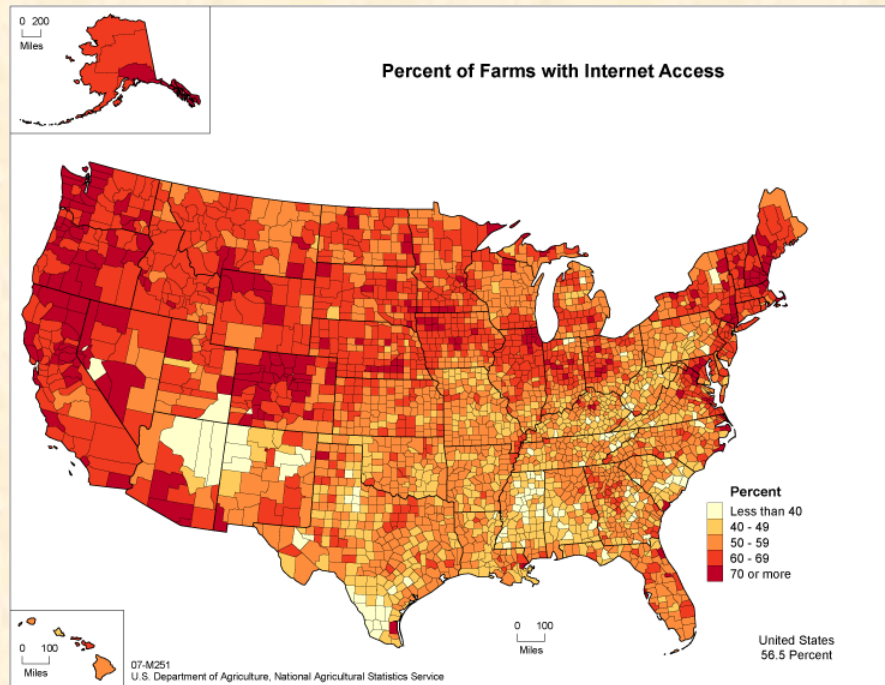 0 200
Miles
Percent of Farms with Internet Access
Percent
Less than 40
40 - 49
50 - 59
60 - 69
70 or more
0 100
Miles
0 100
Miles
07-M251
U.S. Department of Agriculture, National Agricultural Statistics Service
United States
56.5 Percent